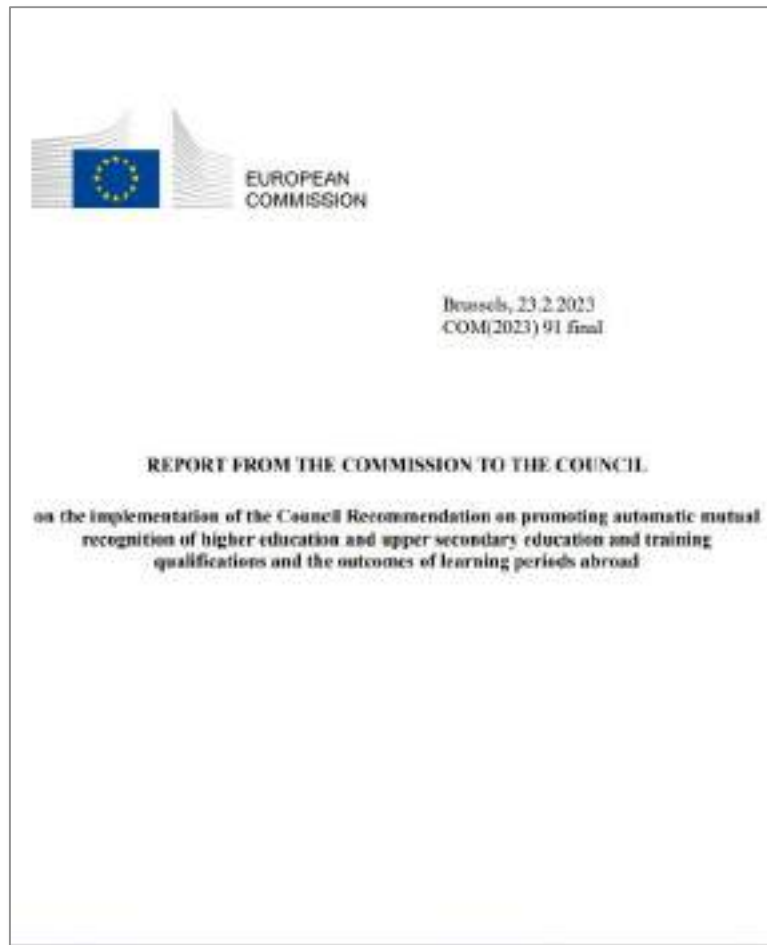 EUROPEAN
COMMISSION
Brussels, 23.2.2023
COM(2023) 91 final
REPORT FROM THE COMMISSION TO THE COUNCIL
on the implementation of the Council Recommendation on promoting automatic mutual
recognition of higher education and upper secondary education and training
qualifications and the outcomes of learning periods abroad